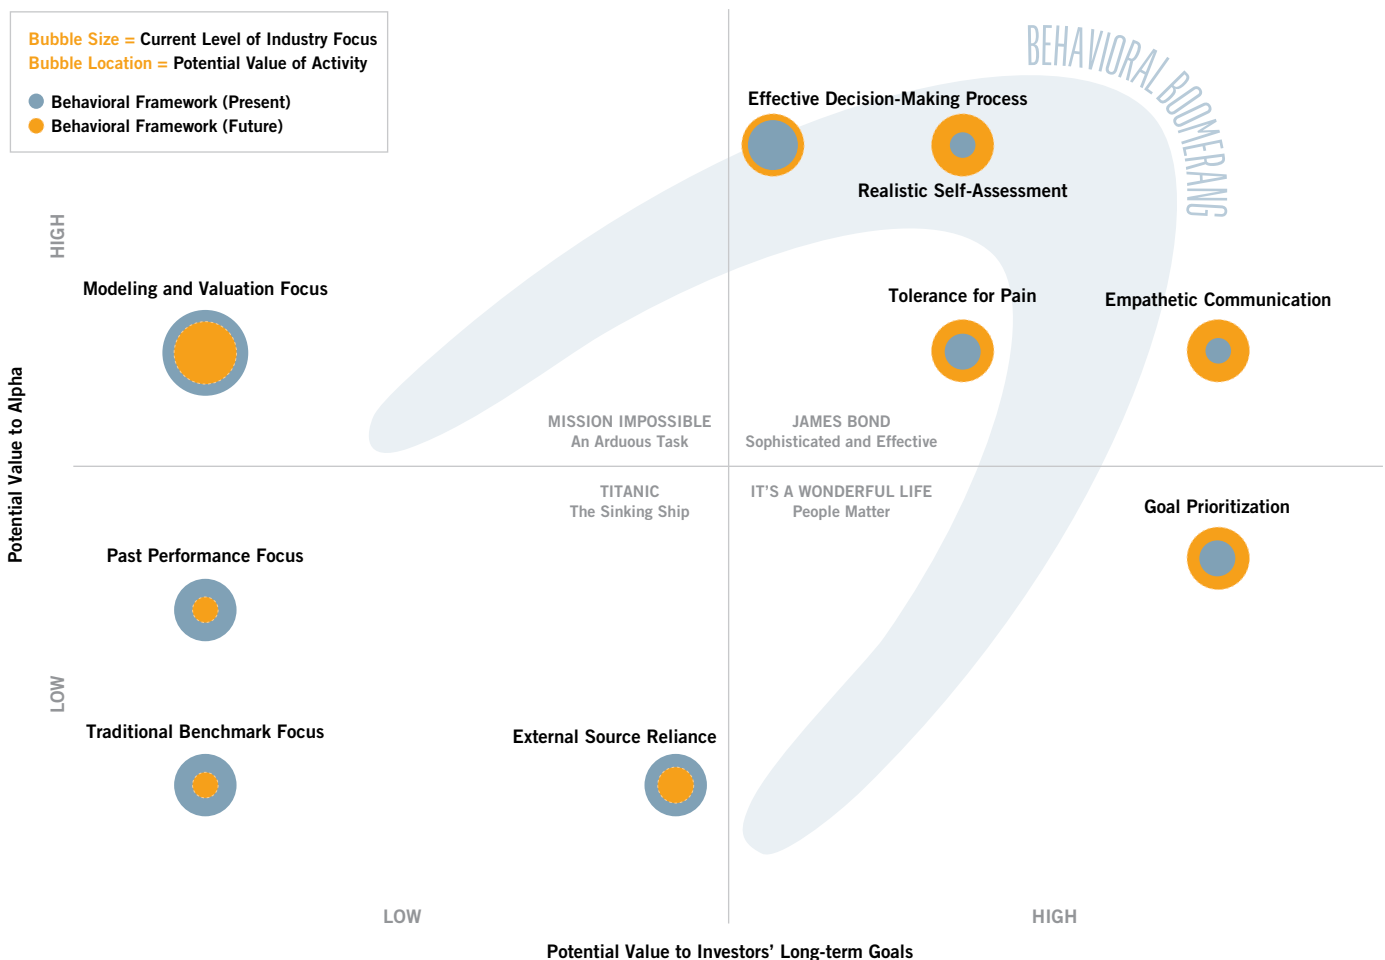 Bubble Size = Current Level of Industry Focus
Bubble Location = Potential Value of Activity
Behavioral Framework (Present)
Behavioral Framework (Future)
BEHAVIORAL BOOMERANG
Effective Decision-Making Process
Realistic Self-Assessment
HIGH
Modeling and Valuation Focus
Tolerance for Pain
Empathetic Communication
Potential Value to Alpha
MISSION IMPOSSIBLE
An Arduous Task
JAMES BOND
Sophisticated and Effective
TITANIC
The Sinking Ship
IT'S A WONDERFUL LIFE
People Matter
Goal Prioritization
Past Performance Focus
LOW
Traditional Benchmark Focus
External Source Reliance
LOW
HIGH
Potential Value to Investors' Long-term Goals